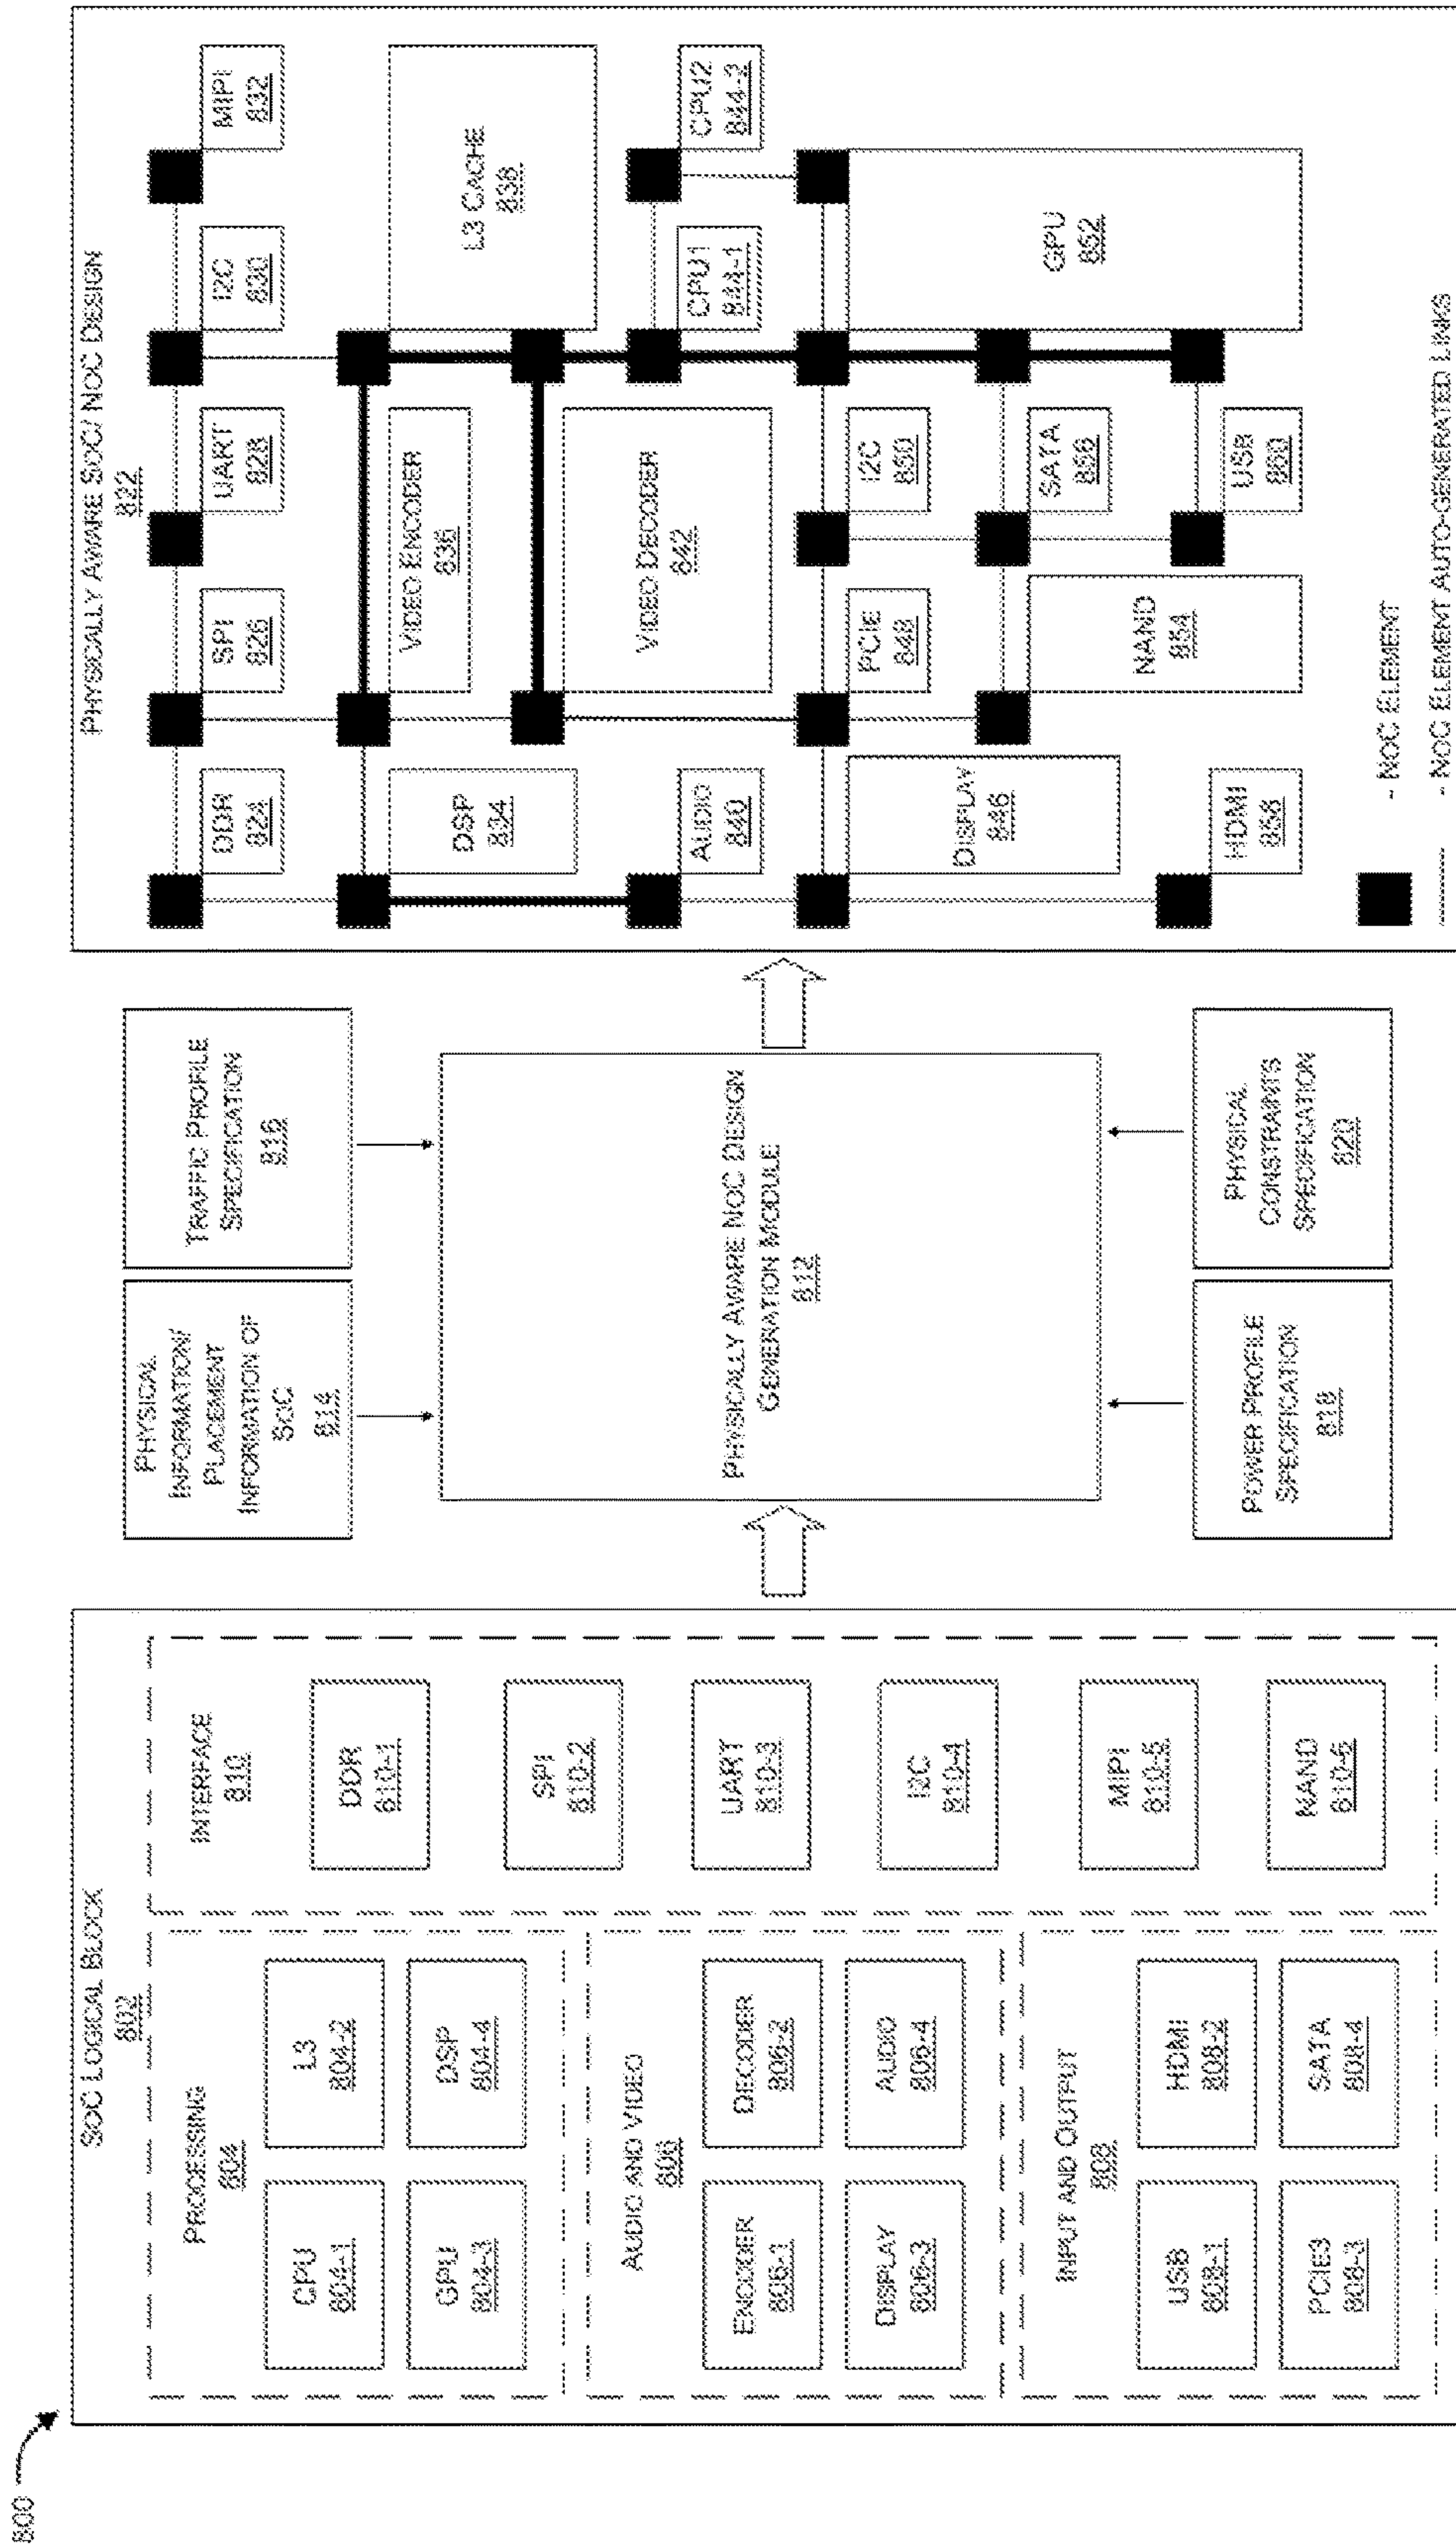 800
SOC LOGICAL BLOCK
802
PROCESSING
804
CPU
804-1
L3
804-2
GPU
804-3
DSP
804-4
AUDIO AND VIDEO
806
ENCODER
806-1
DECODER
806-2
DISPLAY
806-3
AUDIO
806-4
INPUT AND OUTPUT
808
USB
808-1
HDMI
808-2
PCIE3
808-3
SATA
808-4
INTERFACE
810
DDR
810-1
SPI
810-2
UART
810-3
I2C
810-4
MIPI
810-5
NAND
PHYSICAL
INFORMATION/
PLACEMENT
INFORMATION OF
SOC
814
TRAFFIC PROFILE
SPECIFICATION
816
PHYSICALLY AWARE NOC DESIGN
GENERATION MODULE
812
POWER PROFILE
SPECIFICATION
818
PHYSICAL
CONSTRAINTS
SPECIFICATION
820
PHYSICALLY AWARE SOC/ NOC DESIGN
822
DDR
824
SPI
826
UART
828
I2C
830
MIPI
832
DSP
834
VIDEO ENCODER
836
L3 CACHE
838
AUDIO
840
VIDEO DECODER
842
CPU1
844-1
CPU2
844-2
DISPLAY
846
PCIE
848
I2C
850
GPU
852
NAND
854
SATA
856
HDMI
858
USB
860
- NOC ELEMENT
- NOC ELEMENT AUTO-GENERATED LINKS